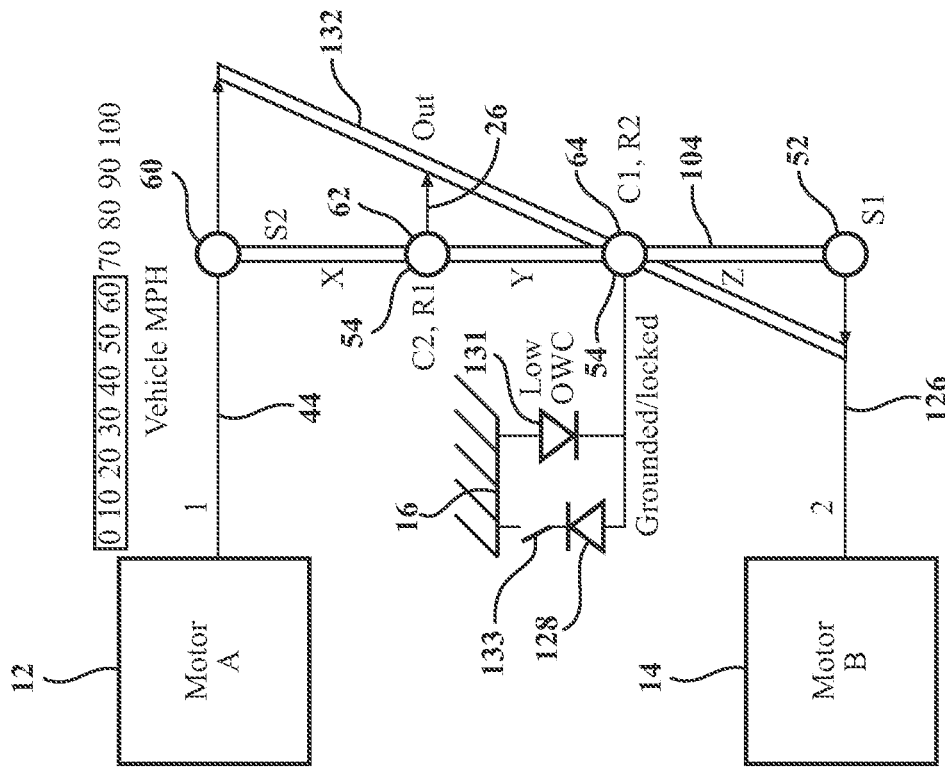 12
Motor
A
0 10 20 30 40 50 60 70 80 90 100
Vehicle MPH
1
44
60
S2
X
132
54
C2, R1
62
Out
26
Y
16
131
Low
OWC
133
128
Grounded/locked
54
64
C1, R2
Z
104
52
S1
14
Motor
B
2
126